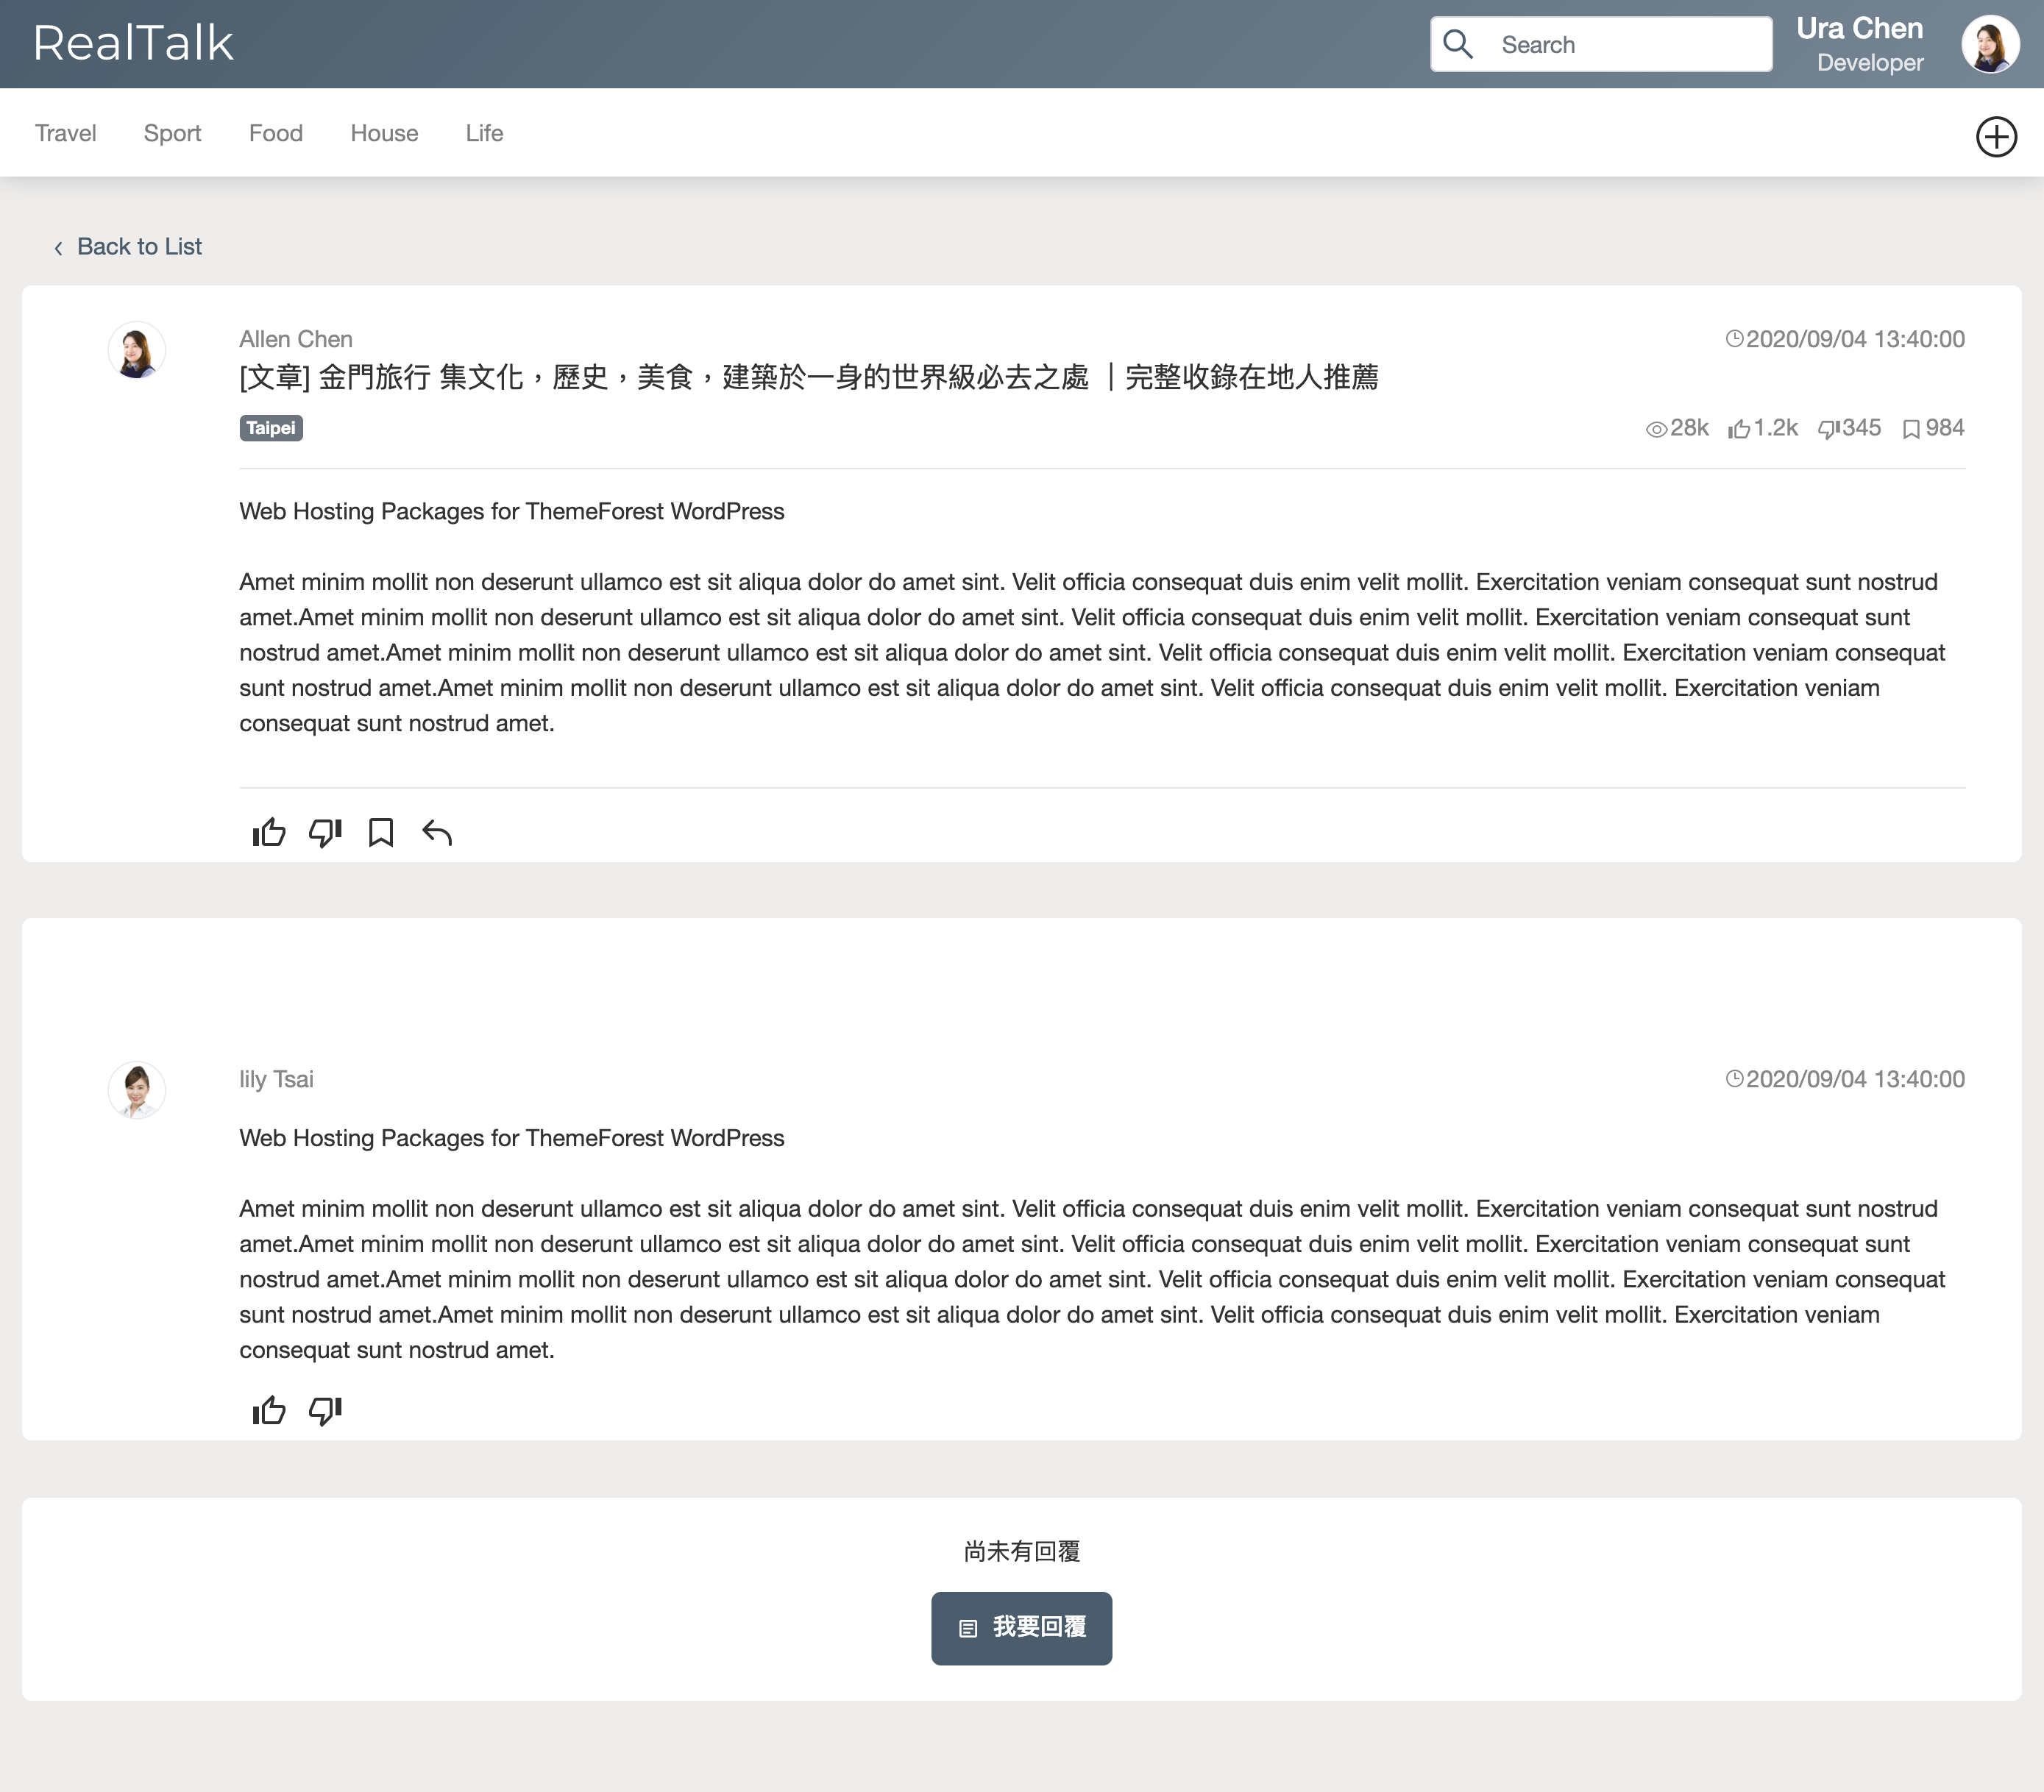 RealTalk
Search
Ura Chen
Developer
Travel Sport Food House Life
Back to List
Allen Chen
2020/09/04 13:40:00
[文章] 金門旅行 集文化，歷史，美食，建築於一身的世界級必去之處 ｜完整收錄在地人推薦
Taipei
28k 1.2k 345 984
Web Hosting Packages for ThemeForest WordPress
Amet minim mollit non deserunt ullamco est sit aliqua dolor do amet sint. Velit officia consequat duis enim velit mollit. Exercitation veniam consequat sunt nostrud
amet.Amet minim mollit non deserunt ullamco est sit aliqua dolor do amet sint. Velit officia consequat duis enim velit mollit. Exercitation veniam consequat sunt
nostrud amet.Amet minim mollit non deserunt ullamco est sit aliqua dolor do amet sint. Velit officia consequat duis enim velit mollit. Exercitation veniam consequat
sunt nostrud amet.Amet minim mollit non deserunt ullamco est sit aliqua dolor do amet sint. Velit officia consequat duis enim velit mollit. Exercitation veniam
consequat sunt nostrud amet.
lily Tsai
2020/09/04 13:40:00
Web Hosting Packages for ThemeForest WordPress
Amet minim mollit non deserunt ullamco est sit aliqua dolor do amet sint. Velit officia consequat duis enim velit mollit. Exercitation veniam consequat sunt nostrud
amet.Amet minim mollit non deserunt ullamco est sit aliqua dolor do amet sint. Velit officia consequat duis enim velit mollit. Exercitation veniam consequat sunt
nostrud amet.Amet minim mollit non deserunt ullamco est sit aliqua dolor do amet sint. Velit officia consequat duis enim velit mollit. Exercitation veniam consequat
sunt nostrud amet.Amet minim mollit non deserunt ullamco est sit aliqua dolor do amet sint. Velit officia consequat duis enim velit mollit. Exercitation veniam
consequat sunt nostrud amet.
尚未有回覆
我要回覆